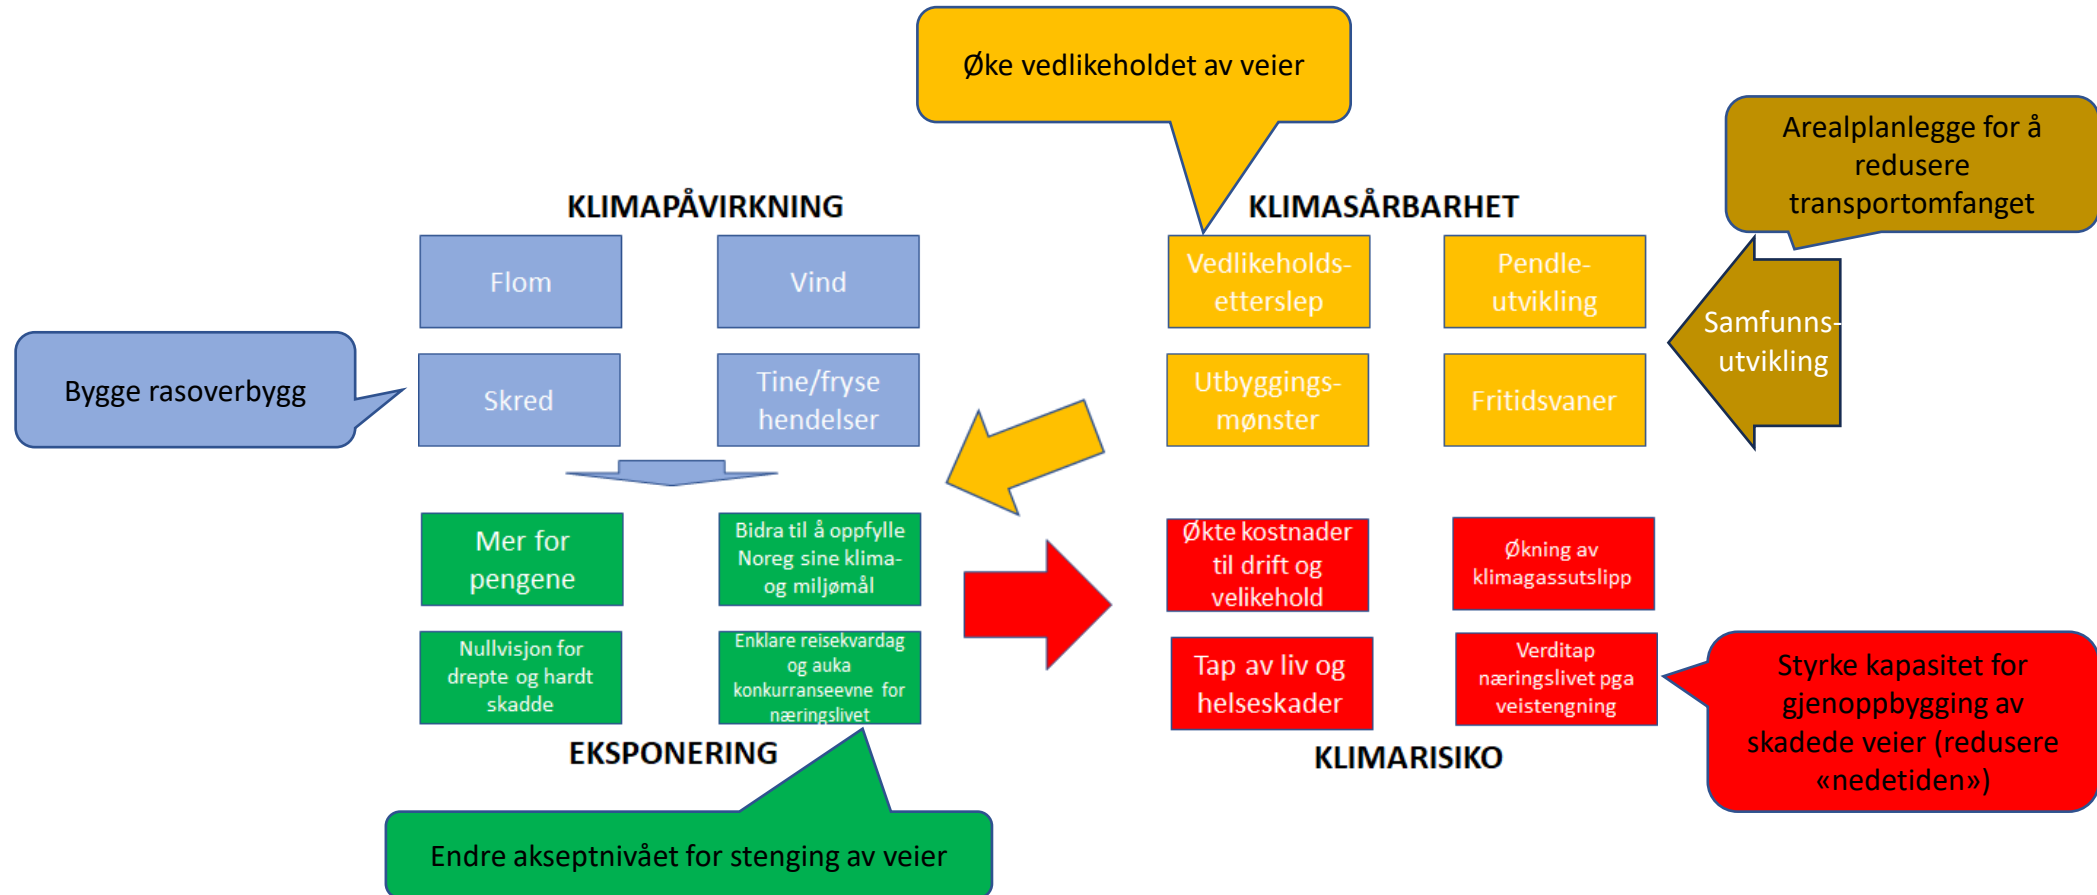 Øke vedlikeholdet av veier
Arealplanlegge for å
redusere
transportomfanget
KLIMAPÅVIRKNING
Flom
Vind
Skred
Tine/fryse
hendelser
Bygge rasoverbygg
KLIMASÅRBARHET
Vedlikeholds-
etterslep
Pendle-
utvikling
Utbyggings-
mønster
Fritidsvaner
Samfunns-
utvikling
Mer for
pengene
Bidra til å oppfylle
Noreg sine klima-
og miljømål
Nullvisjon for
drepte og hardt
skadde
Enklare reisekvardag
og auka
konkurranseevne for
næringslivet
EKSPONERING
Endre akseptnivået for stenging av veier
Økte kostnader
til drift og
velikehold
Økning av
klimagassutslipp
Tap av liv og
helseskader
Verditap
næringslivet pga
veistengning
KLIMARISIKO
Styrke kapasitet for
gjenoppbygging av
skadede veier (redusere
«nedetiden»)